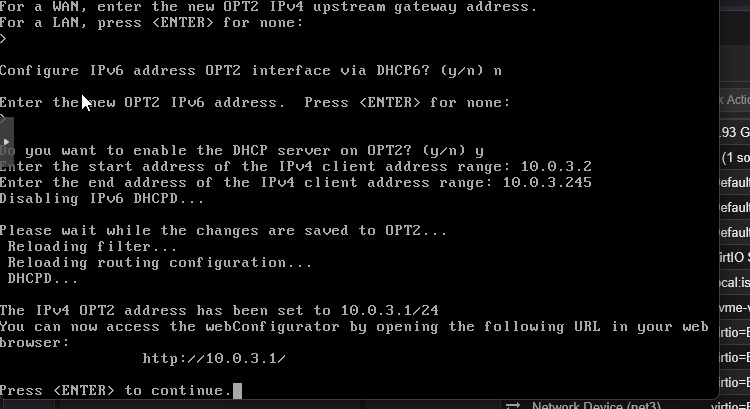 For a WAN, enter the new OPT2 IPv4 upstream gateway address.
For a LAN, press <ENTER> for none:
>
Configure IPv6 address OPT2 interface via DHCP6? (y/n) n
Enter the new OPT2 IPv6 address.  Press <ENTER> for none:
>
Do you want to enable the DHCP server on OPT2? (y/n) y
Enter the start address of the IPv4 client address range: 10.0.3.2
Enter the end address of the IPv4 client address range: 10.0.3.245
Disabling IPv6 DHCPD...
Please wait while the changes are saved to OPT2...
Reloading filter...
Reloading routing configuration...
DHCPD...
The IPv4 OPT2 address has been set to 10.0.3.1/24
You can now access the webConfigurator by opening the following URL in your web
browser:
http://10.0.3.1/
Press <ENTER> to continue.
k Actio
.93 G
(1 so
efault
efault
irtIO S
ocal:is
vme-v
irtio=B
irtio=B
irtio=B
Network Device (net3)
virtio=B